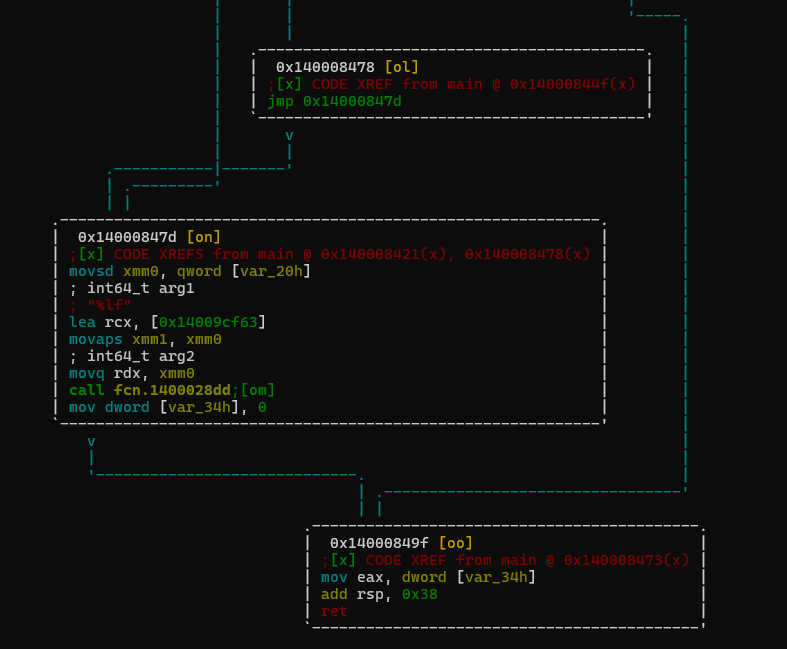 0x140008478 [ol]
;[x] CODE XREF from main @ 0x14000844f(x)
jmp 0x14000847d
v
0x14000847d [on]
;[x] CODE XREFS from main @ 0x140008421(x), 0x140008478(x)
movsd xmm0, qword [var_20h]
; int64_t arg1
; "%lf"
lea rcx, [0x14009cf63]
movaps xmm1, xmm0
; int64_t arg2
movq rdx, xmm0
call fcn.1400028dd;[om]
mov dword [var_34h], 0
v
0x14000849f [oo]
;[x] CODE XREF from main @ 0x140008473(x)
mov eax, dword [var_34h]
add rsp, 0x38
ret